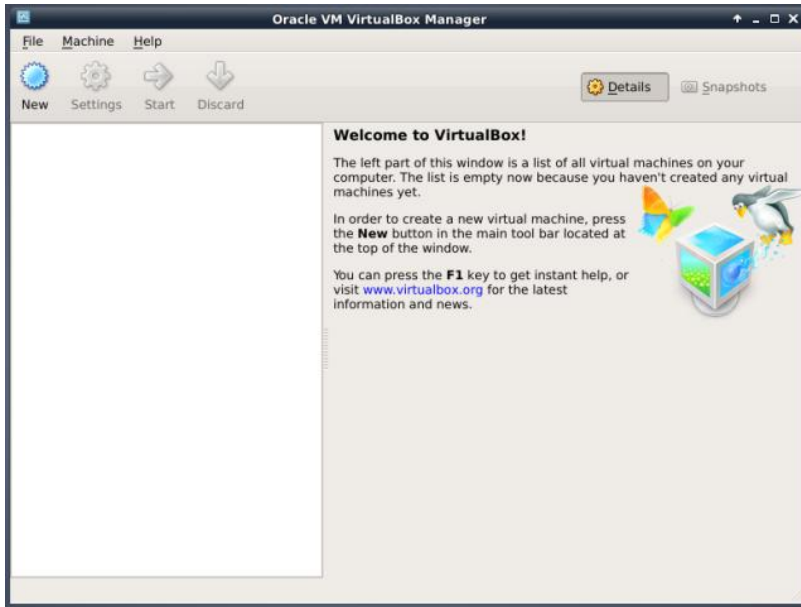 Oracle VM VirtualBox Manager
File Machine Help
New Settings Start Discard
Details Snapshots
Welcome to VirtualBox!
The left part of this window is a list of all virtual machines on your
computer. The list is empty now because you haven't created any virtual
machines yet.
In order to create a new virtual machine, press
the New button in the main tool bar located at
the top of the window.
You can press the F1 key to get instant help, or
visit www.virtualbox.org for the latest
information and news.